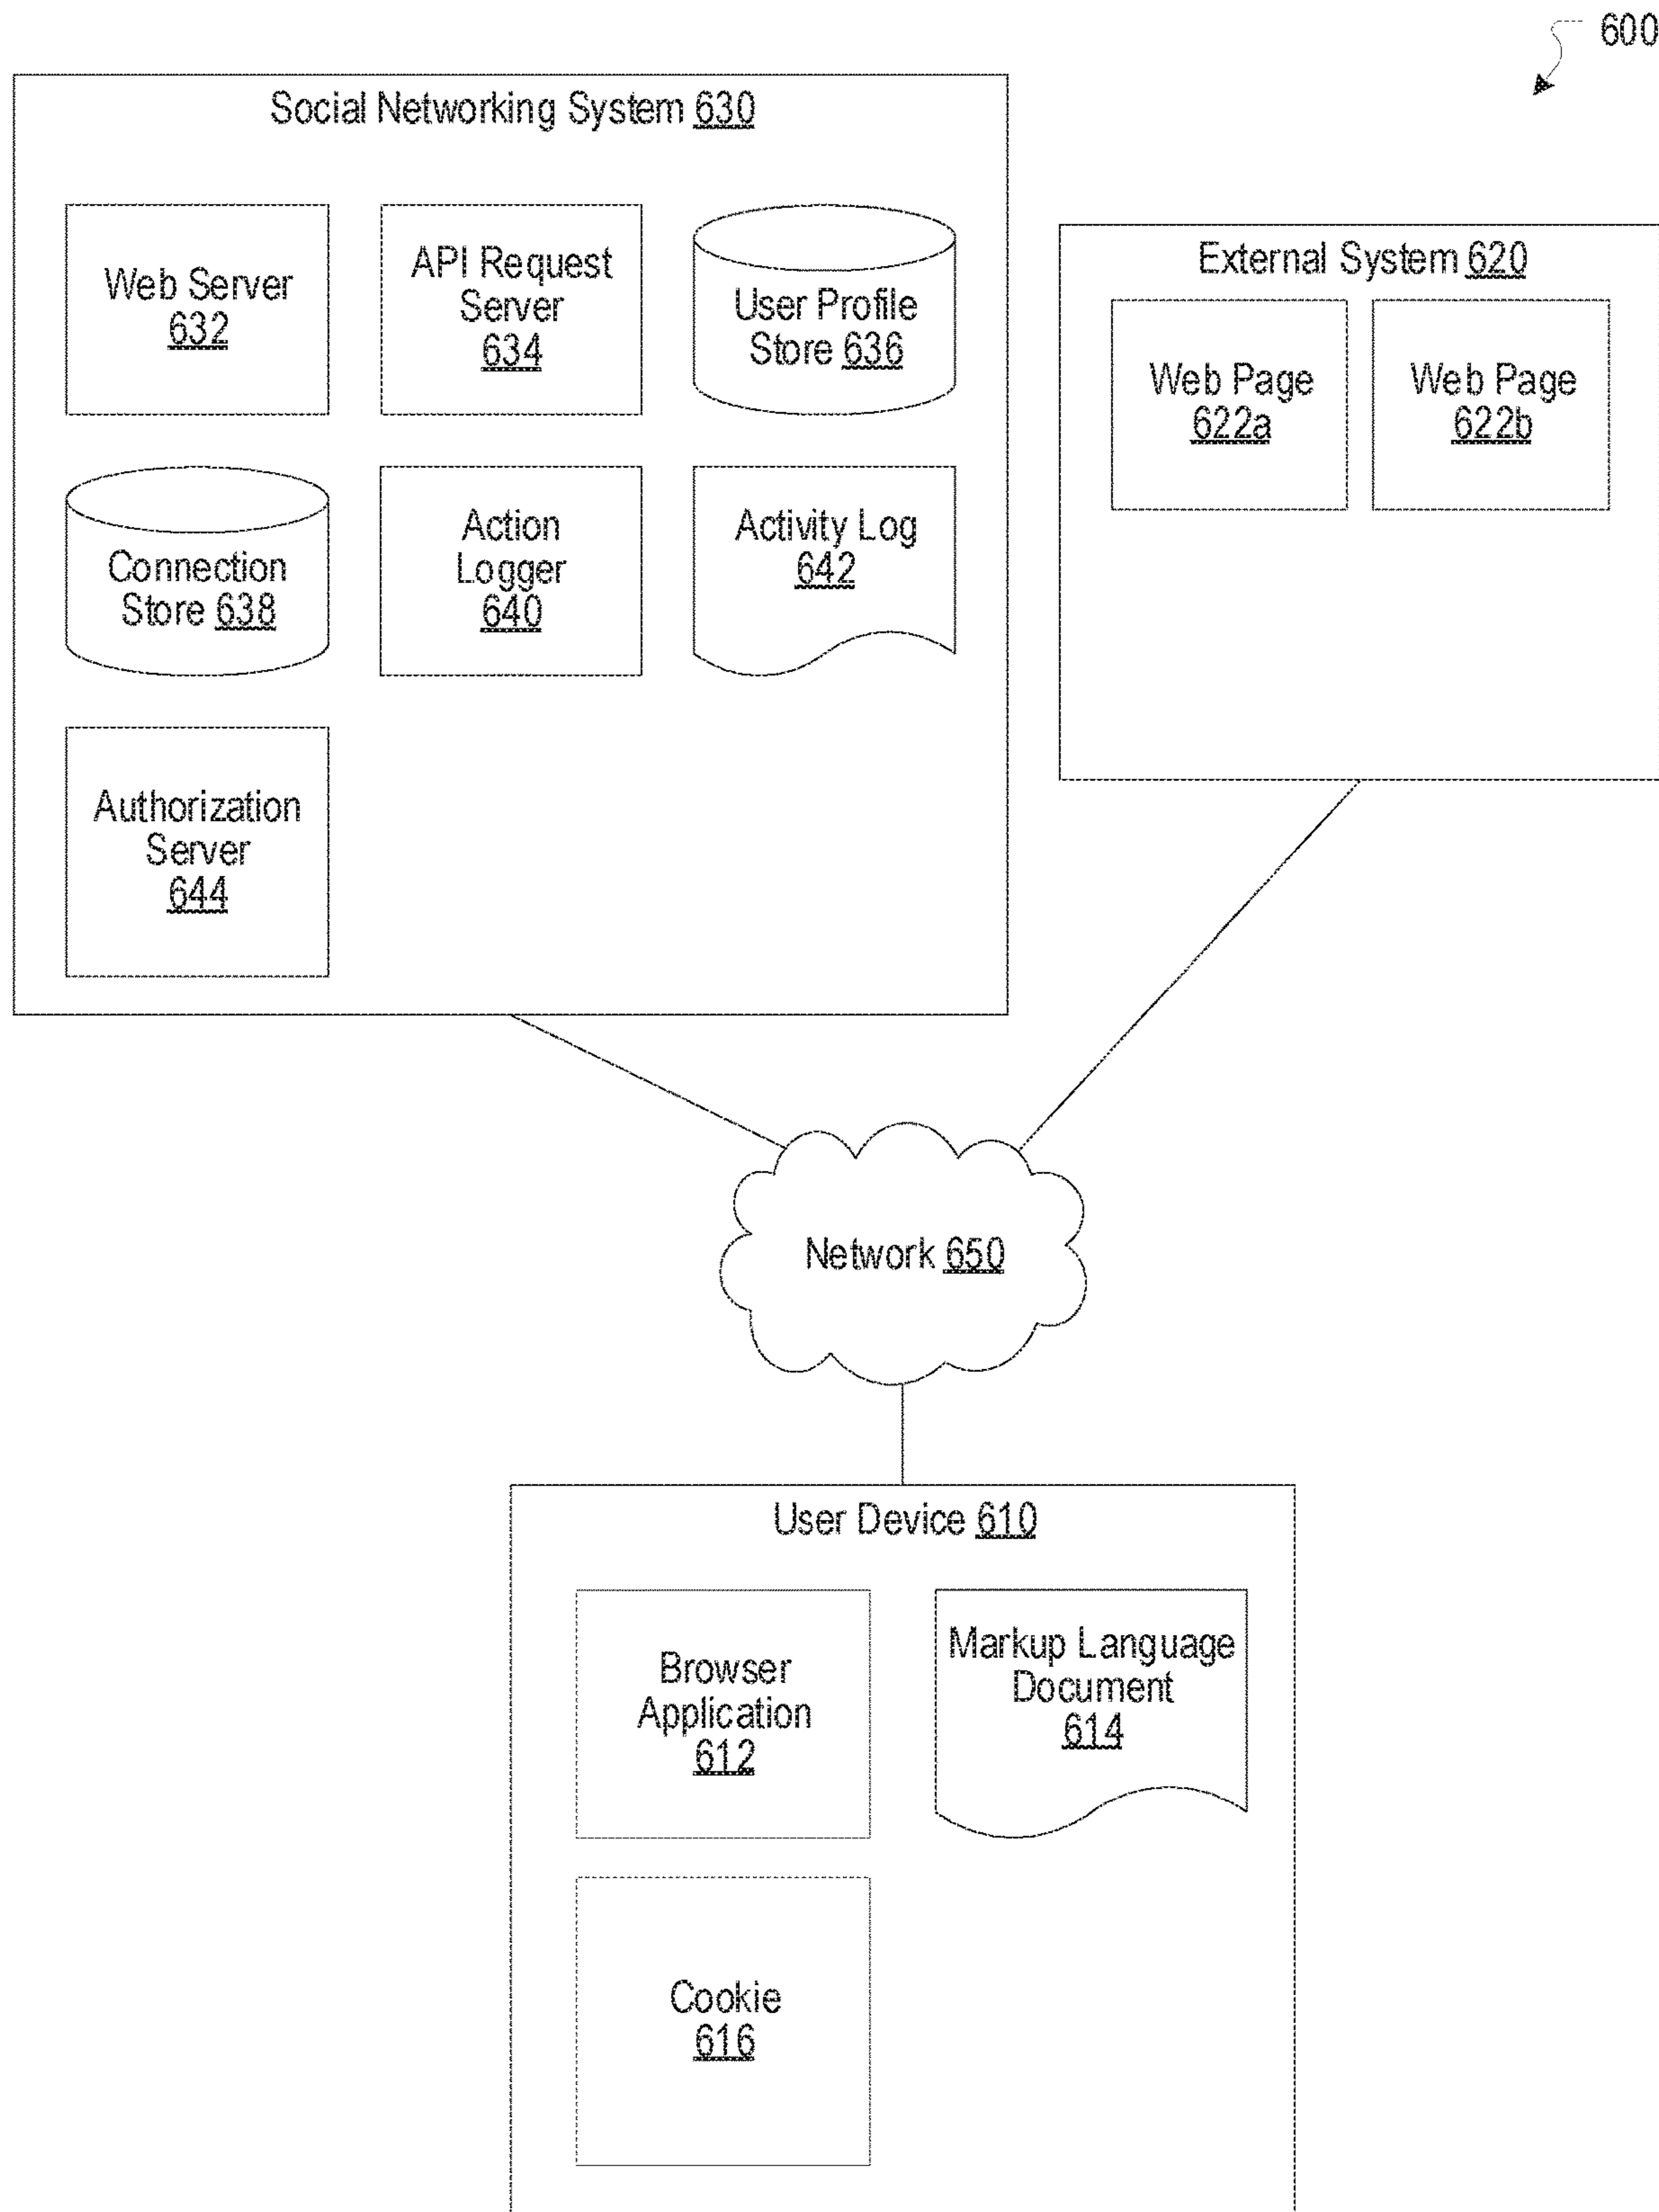 600
Social Networking System 630
Web Server
632
API Request
Server
634
User Profile
Store 636
Connection
Store 638
Action
Logger
640
Activity Log
642
Authorization
Server
644
External System 620
Web Page
622a
Web Page
622b
Network 650
User Device 610
Browser
Application
612
Markup Language
Document
614
Cookie
616